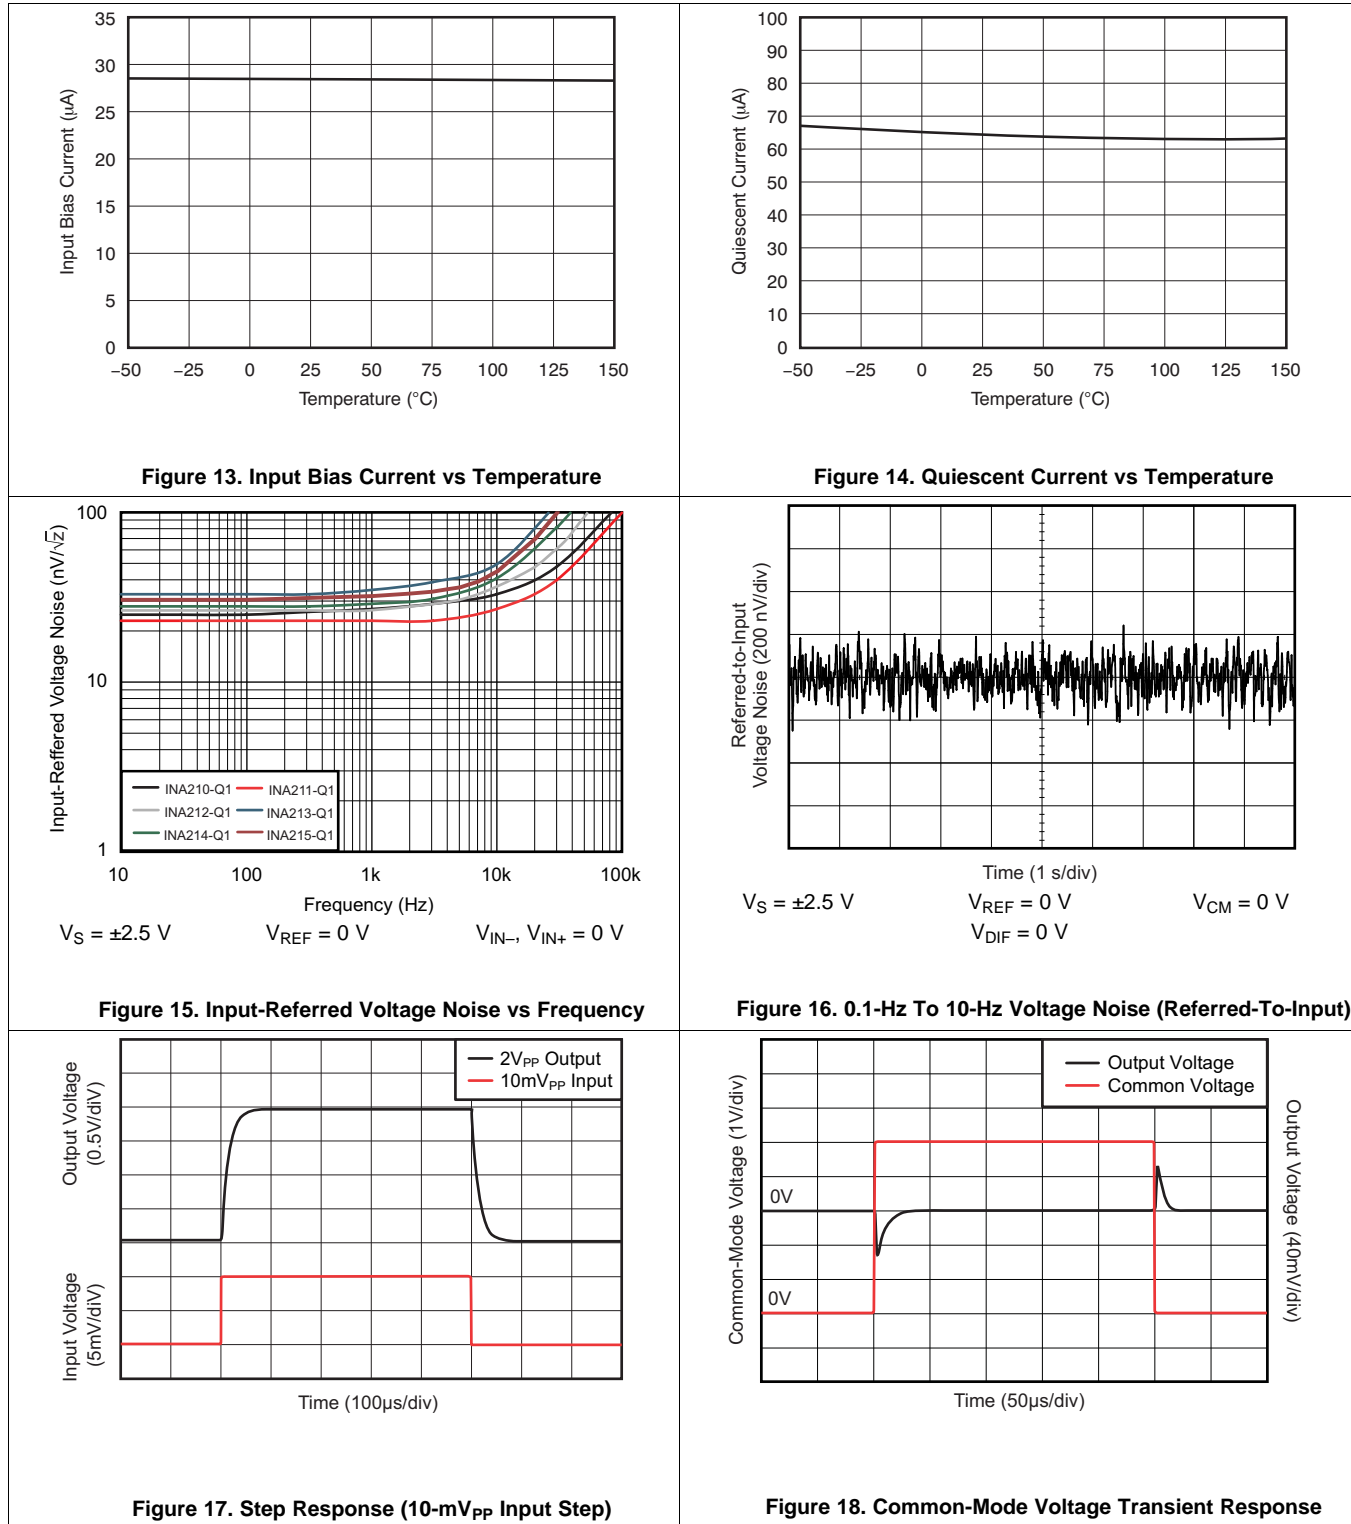 35
30
25
20
15
10
5
0
Input Bias Current (μA)
−50 −25 0 25 50 75 100 125 150
Temperature (°C)
Figure 13. Input Bias Current vs Temperature
100
90
80
70
60
50
40
30
20
10
0
Quiescent Current (μA)
−50 −25 0 25 50 75 100 125 150
Temperature (°C)
Figure 14. Quiescent Current vs Temperature
100
10
1
Input-Reffered Voltage Noise (nV/√z)
INA210-Q1 INA211-Q1
INA212-Q1 INA213-Q1
INA214-Q1 INA215-Q1
10 100 1k 10k 100k
Frequency (Hz)
VS = ±2.5 V VREF = 0 V VIN–, VIN+ = 0 V
Figure 15. Input-Referred Voltage Noise vs Frequency
Referred-to-Input
Voltage Noise (200 nV/div)
Time (1 s/div)
VS = ±2.5 V VREF = 0 V VCM = 0 V
VDIF = 0 V
Figure 16. 0.1-Hz To 10-Hz Voltage Noise (Referred-To-Input)
2VPP Output
10mVPP Input
Output Voltage
(0.5V/diV)
Input Voltage
(5mV/diV)
Time (100μs/div)
Figure 17. Step Response (10-mVPP Input Step)
Output Voltage
Common Voltage
Common-Mode Voltage (1V/div)
0V
0V
Output Voltage (40mV/div)
Time (50μs/div)
Figure 18. Common-Mode Voltage Transient Response